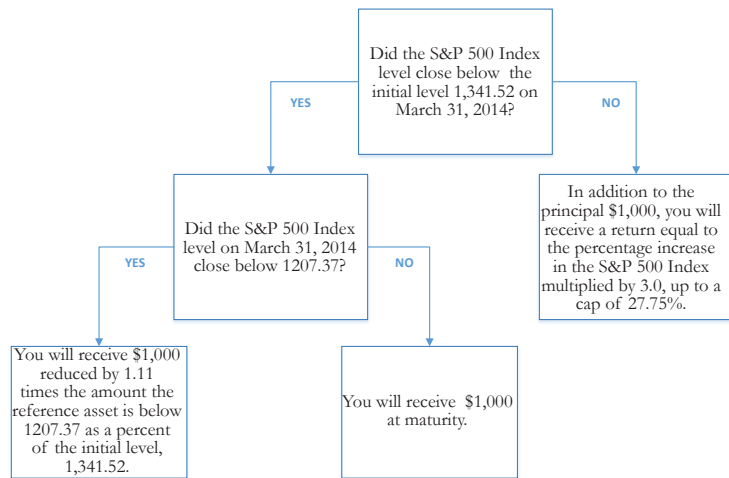 Did the S&P 500 Index
level close below the
initial level 1,341.52 on
March 31, 2014?
YES
NO
Did the S&P 500 Index
level on March 31, 2014
close below 1207.37?
In addition to the
principal $1,000, you will
receive a return equal to
the percentage increase
in the S&P 500 Index
multiplied by 3.0, up to a
cap of 27.75%.
YES
NO
You will receive $1,000
reduced by 1.11
times the amount the
reference asset is below
1207.37 as a percent
of the initial level,
1,341.52.
You will receive $1,000
at maturity.